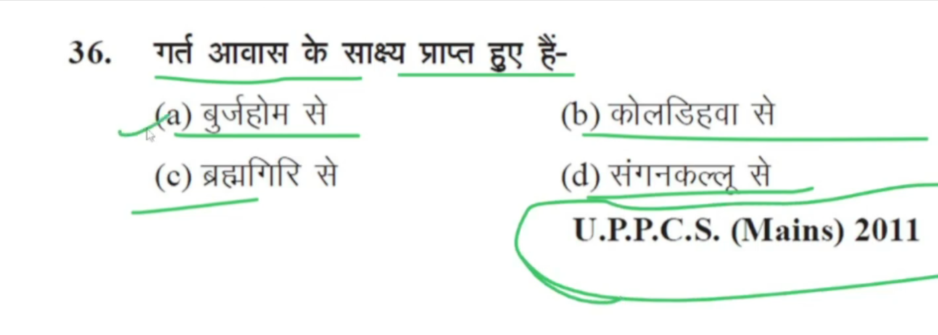 36. गर्त आवास के साक्ष्य प्राप्त हुए हैं-
(a) बुर्जहोम से (b) कोलडिहवा से
(c) ब्रह्मगिरि से (d) संगनकल्लू से
U.P.P.C.S. (Mains) 2011